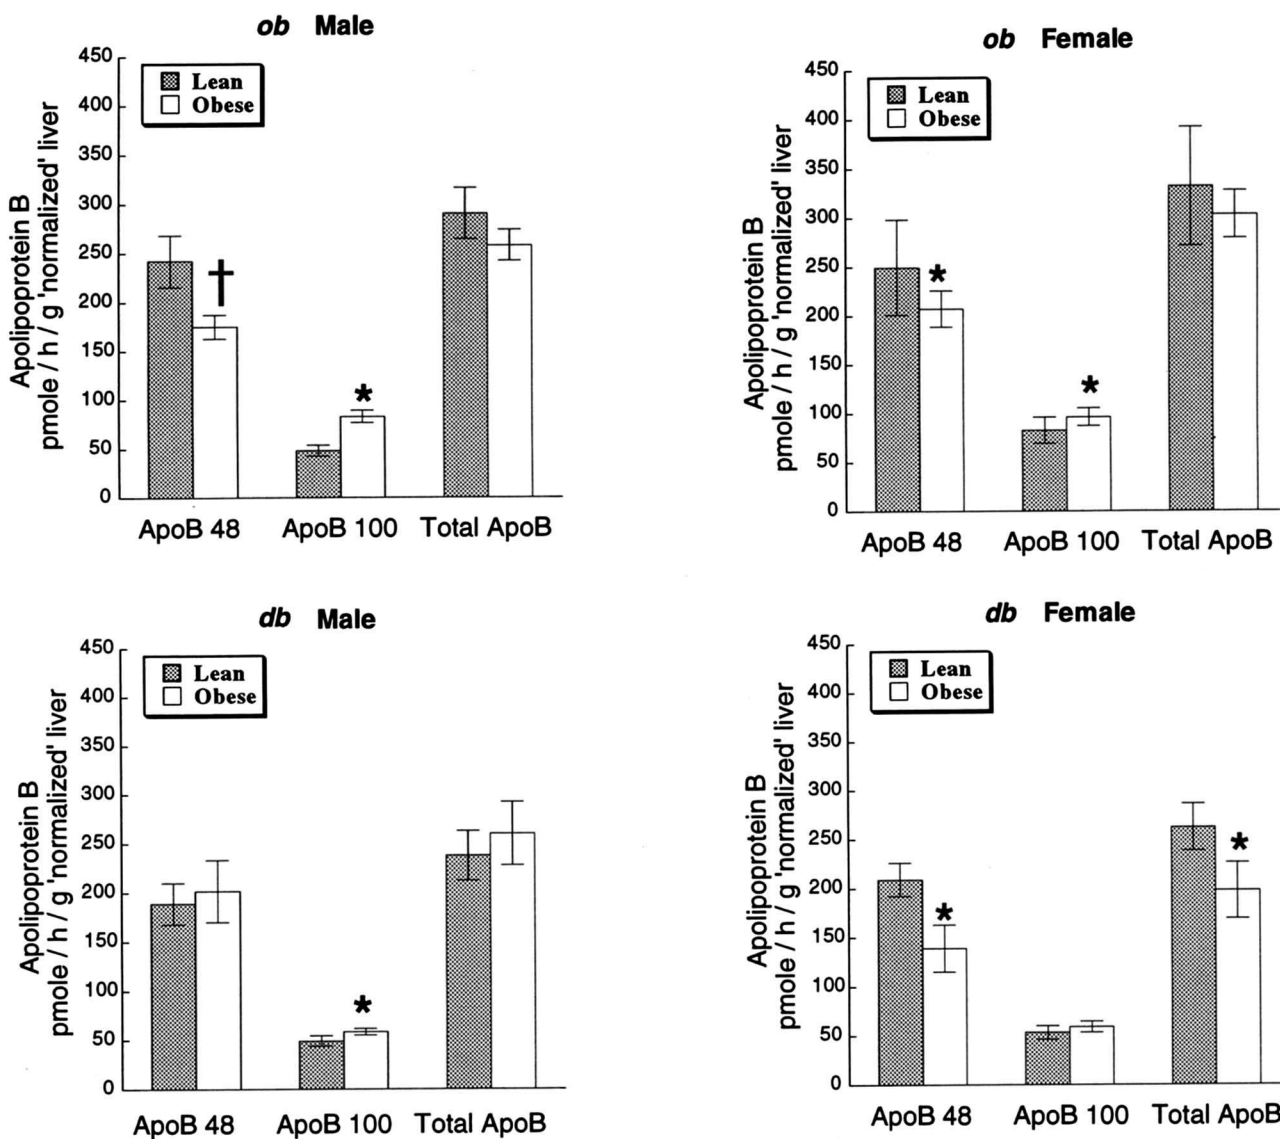 ob Male
450
400
350
300
250
200
150
100
50
0
Apolipoprotein B
pmole / h / g 'normalized' liver
Lean
Obese
†
*
ApoB 48 ApoB 100 Total ApoB
ob Female
450
400
350
300
250
200
150
100
50
0
Apolipoprotein B
pmole / h / g 'normalized' liver
Lean
Obese
*
*
ApoB 48 ApoB 100 Total ApoB
db Male
450
400
350
300
250
200
150
100
50
0
Apolipoprotein B
pmole / h / g 'normalized' liver
Lean
Obese
*
ApoB 48 ApoB 100 Total ApoB
db Female
450
400
350
300
250
200
150
100
50
0
Apolipoprotein B
pmole / h / g 'normalized' liver
Lean
Obese
*
*
ApoB 48 ApoB 100 Total ApoB